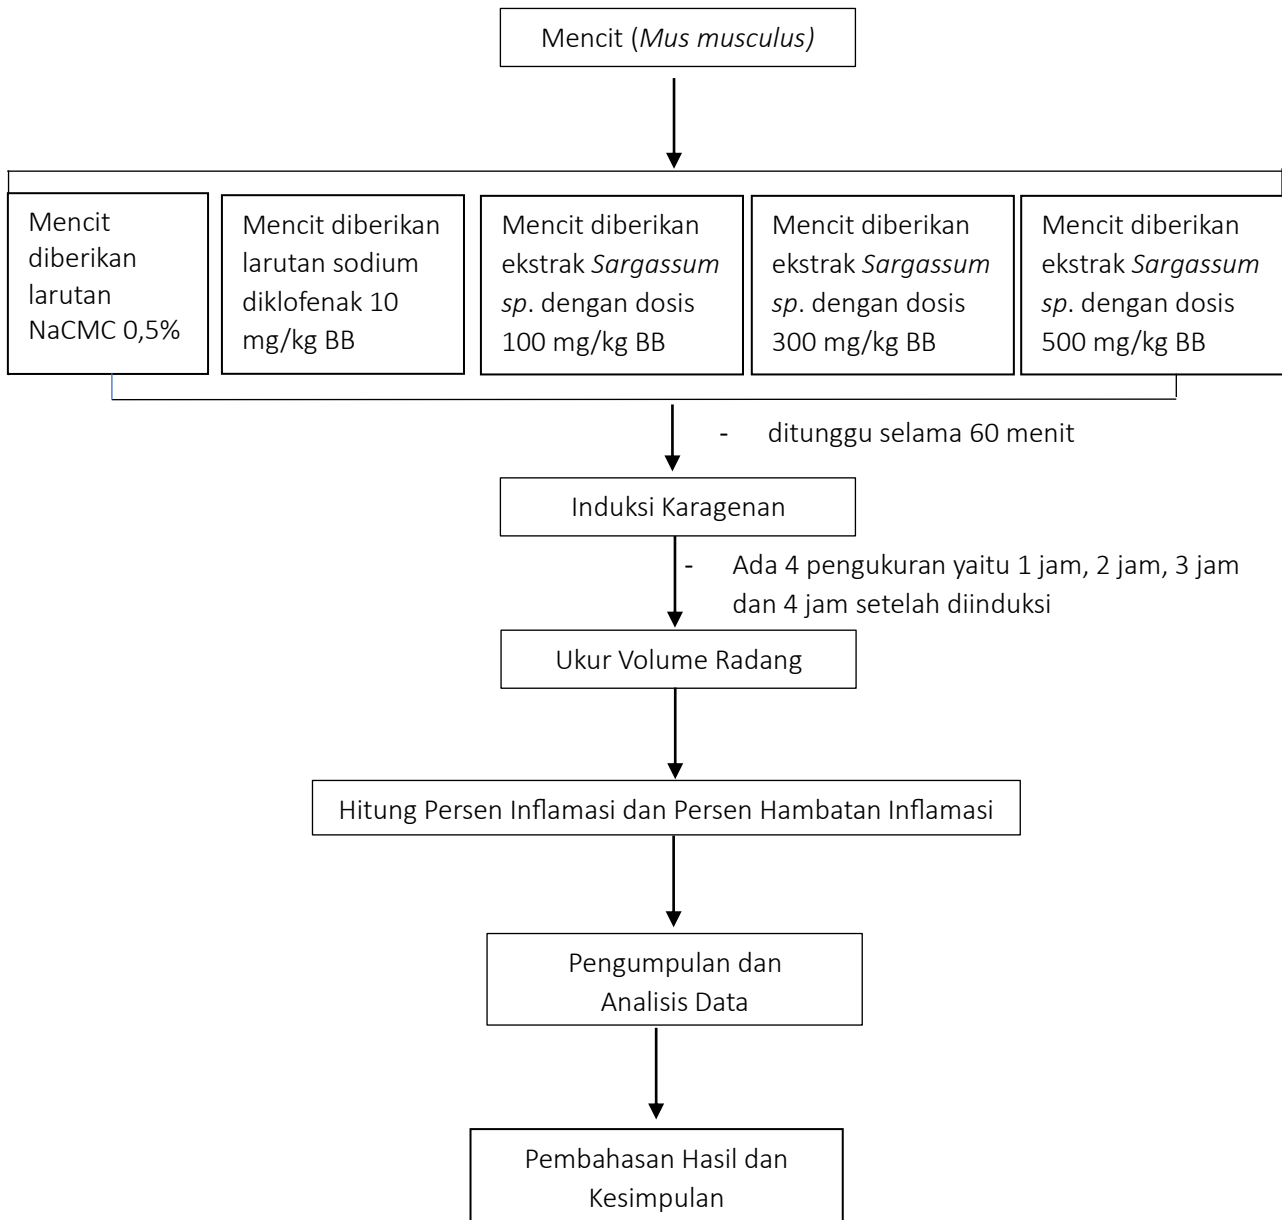 Mencit (Mus musculus)
Mencit
diberikan
larutan
NaCMC 0,5%
Mencit diberikan
larutan sodium
diklofenak 10
mg/kg BB
Mencit diberikan
ekstrak Sargassum
sp. dengan dosis
100 mg/kg BB
Mencit diberikan
ekstrak Sargassum
sp. dengan dosis
300 mg/kg BB
Mencit diberikan
ekstrak Sargassum
sp. dengan dosis
500 mg/kg BB
- ditunggu selama 60 menit
Induksi Karagenan
- Ada 4 pengukuran yaitu 1 jam, 2 jam, 3 jam
dan 4 jam setelah diinduksi
Ukur Volume Radang
Hitung Persen Inflamasi dan Persen Hambatan Inflamasi
Pengumpulan dan
Analisis Data
Pembahasan Hasil dan
Kesimpulan